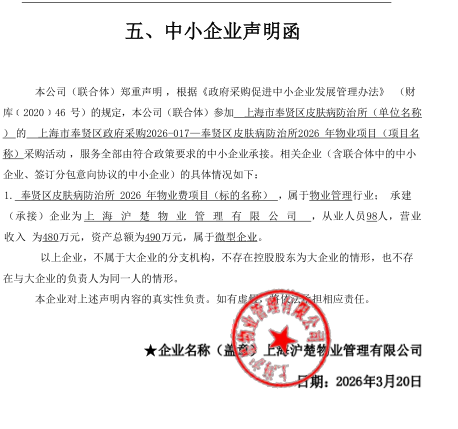 五、中小企业声明函
本公司（联合体）郑重声明，根据《政府采购促进中小企业发展管理办法》（财
库﹝2020﹞46 号）的规定，本公司（联合体）参加 上海市奉贤区皮肤病防治所（单位名称
）的 上海市奉贤区政府采购2026-017—奉贤区皮肤病防治所2026 年物业项目（项目名
称）采购活动，服务全部由符合政策要求的中小企业承接。相关企业（含联合体中的中小
企业、签订分包意向协议的中小企业）的具体情况如下：
1. 奉贤区皮肤病防治所 2026 年物业费项目（标的名称），属于物业管理行业； 承建
（承接）企业为上海沪楚物业管理有限公司，从业人员98人，营业
收入 为480万元，资产总额为490万元，属于微型企业。
以上企业，不属于大企业的分支机构，不存在控股股东为大企业的情形，也不存
在与大企业的负责人为同一人的情形。
本企业对上述声明内容的真实性负责。如有虚假，将依法承担相应责任。
★企业名称（盖章）上海沪楚物业管理有限公司
日期：2026年3月20日